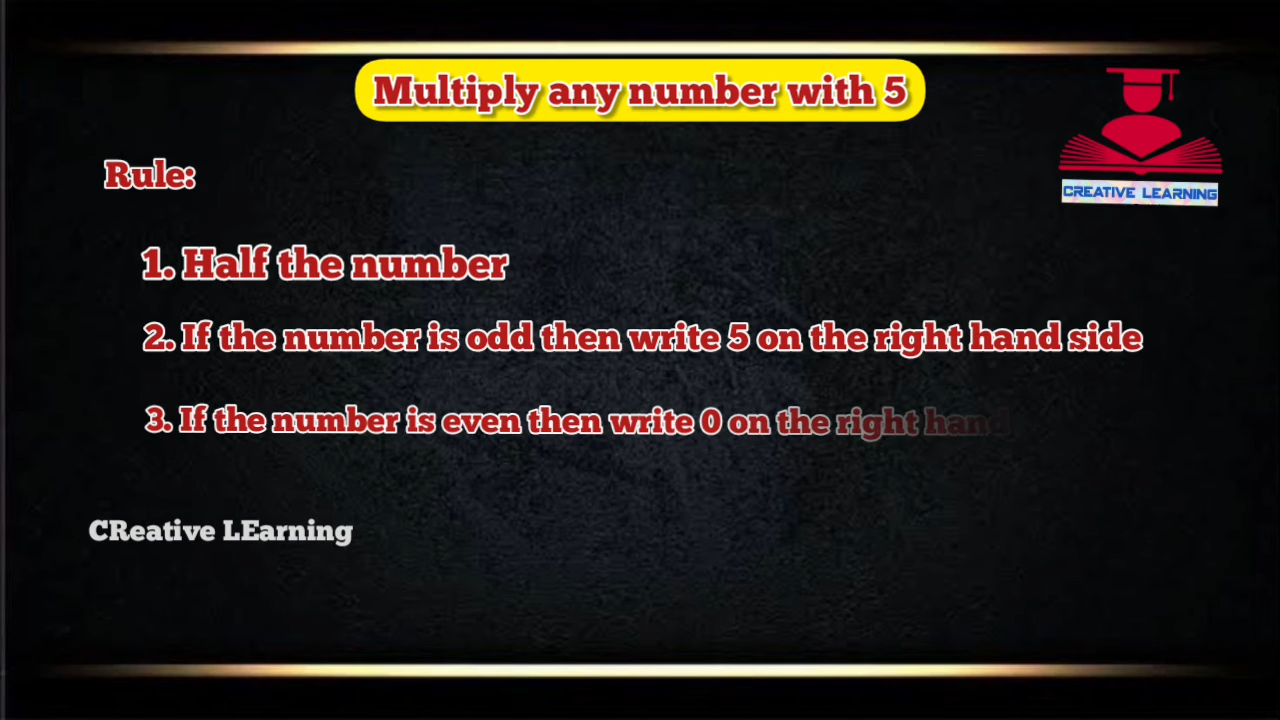 Multiply any number with 5
CREATIVE LEARNING
Rule:
1. Half the number
2. If the number is odd then write 5 on the right hand side
3. If the number is even then write 0 on the right hand
CReative LEarning